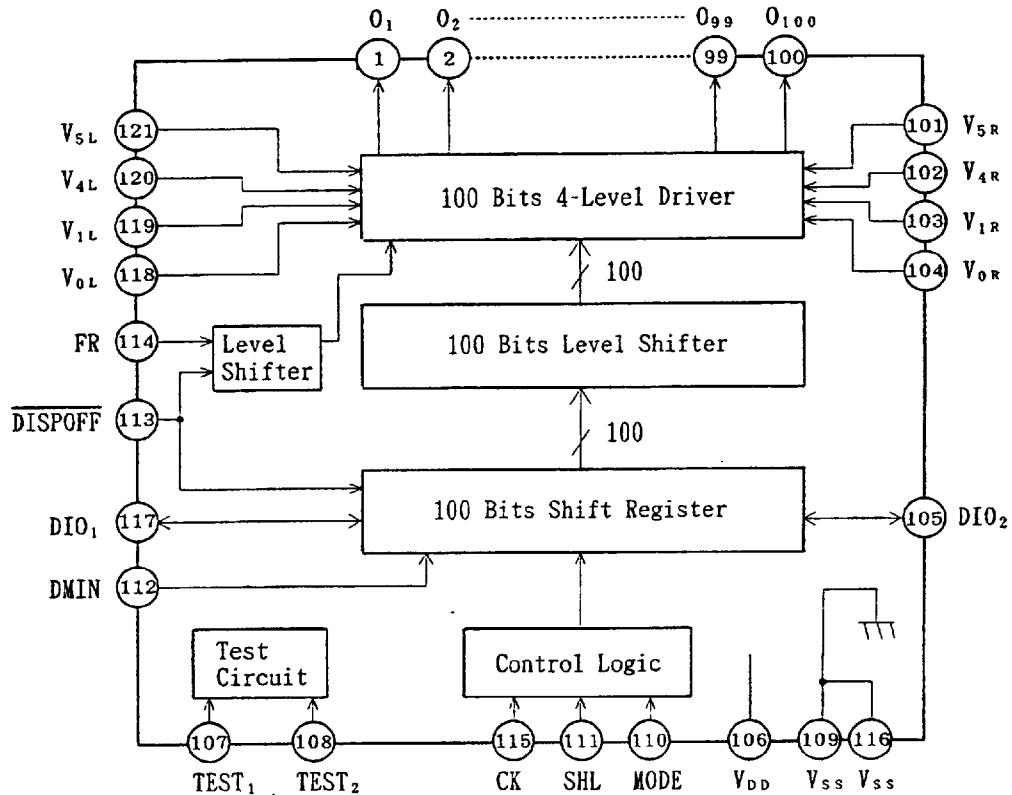 O₁ O₂ O₉₉ O₁₀₀
1 2 99 100
V₅L 121 101 V₅R
V₄L 120 102 V₄R
100 Bits 4-Level Driver
V₁L 119 103 V₁R
V₀L 118 104 V₀R
100
FR 114
Level
Shifter
100 Bits Level Shifter
DISPOFF 113
100
100 Bits Shift Register
DIO₁ 117 105 DIO₂
DMIN 112
Test
Circuit
Control Logic
107 108 115 111 110 106 109 116
TEST₁ TEST₂ CK SHL MODE VDD VSS VSS